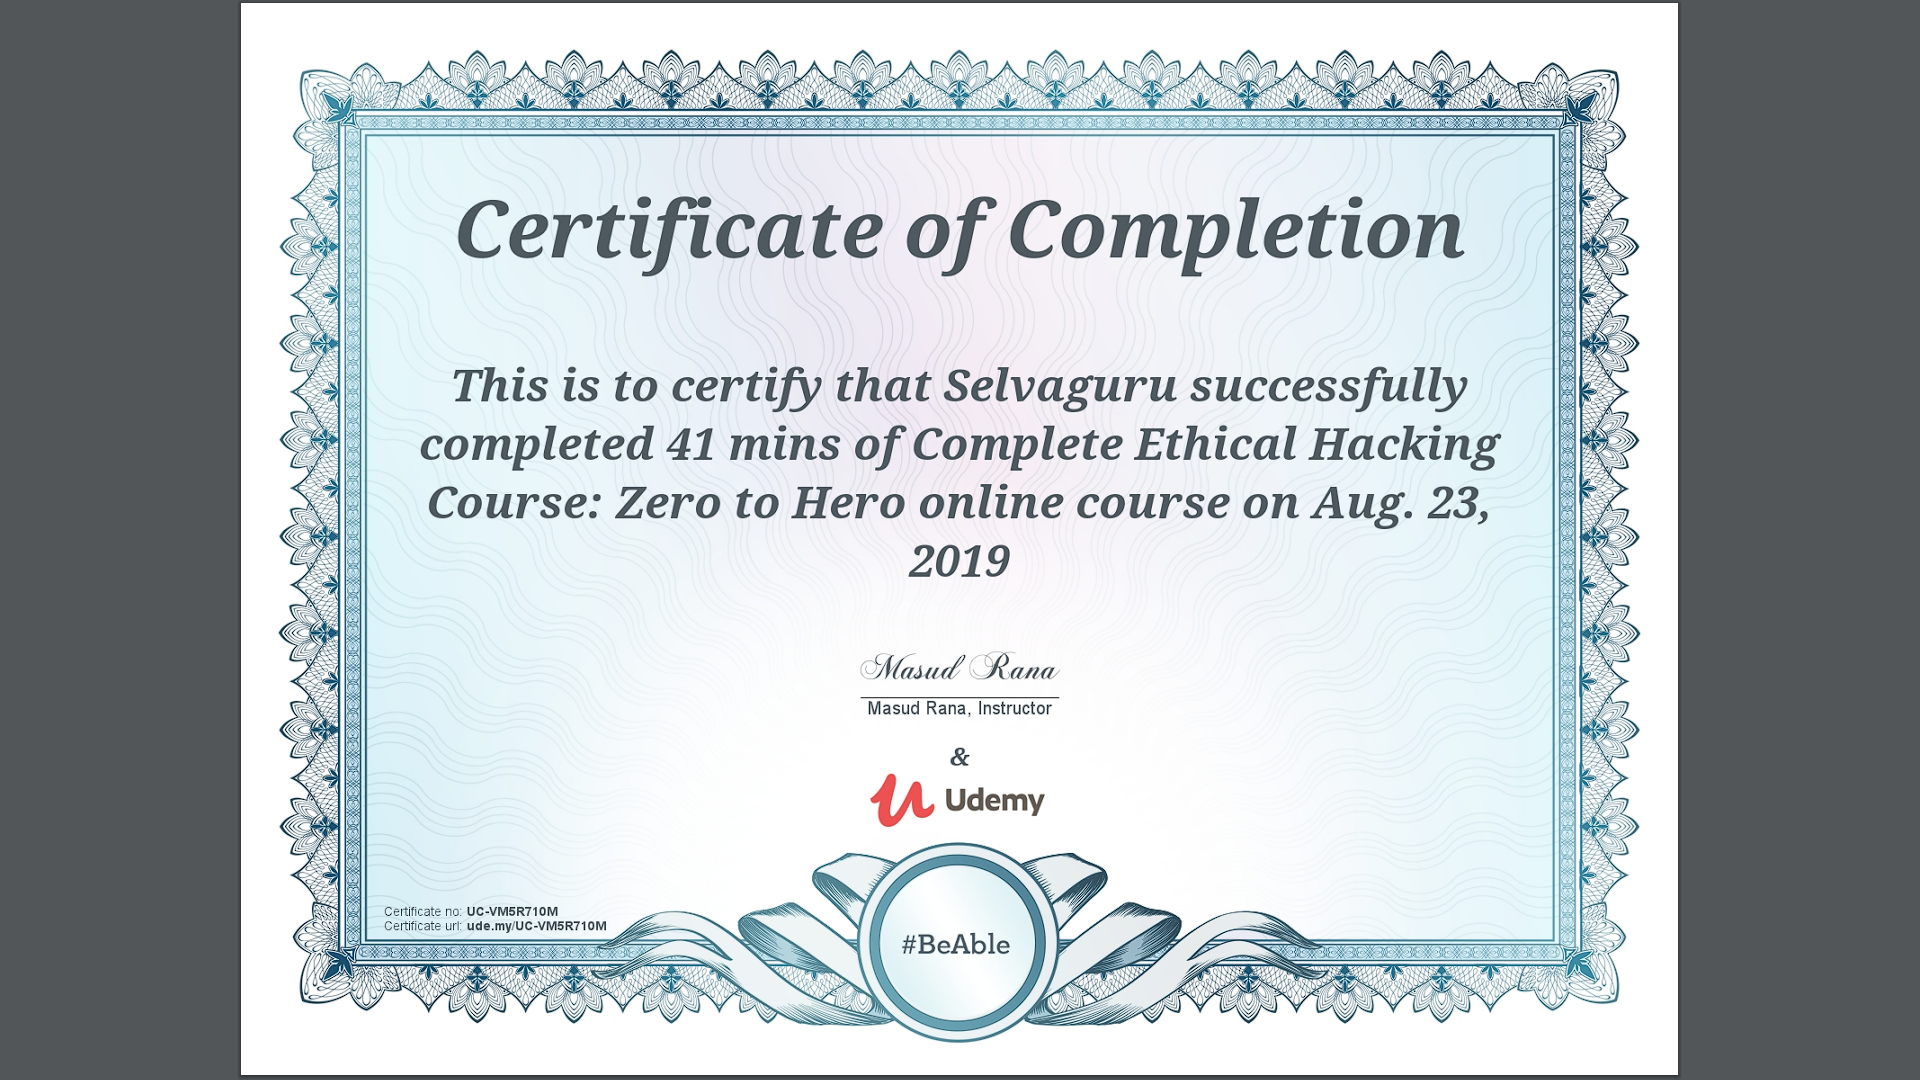 Certificate of Completion
This is to certify that Selvaguru successfully
completed 41 mins of Complete Ethical Hacking
Course: Zero to Hero online course on Aug. 23,
2019
Masud Rana
Masud Rana, Instructor
&
Udemy
Certificate no: UC-VM5R710M
Certificate url: ude.my/UC-VM5R710M
#BeAble